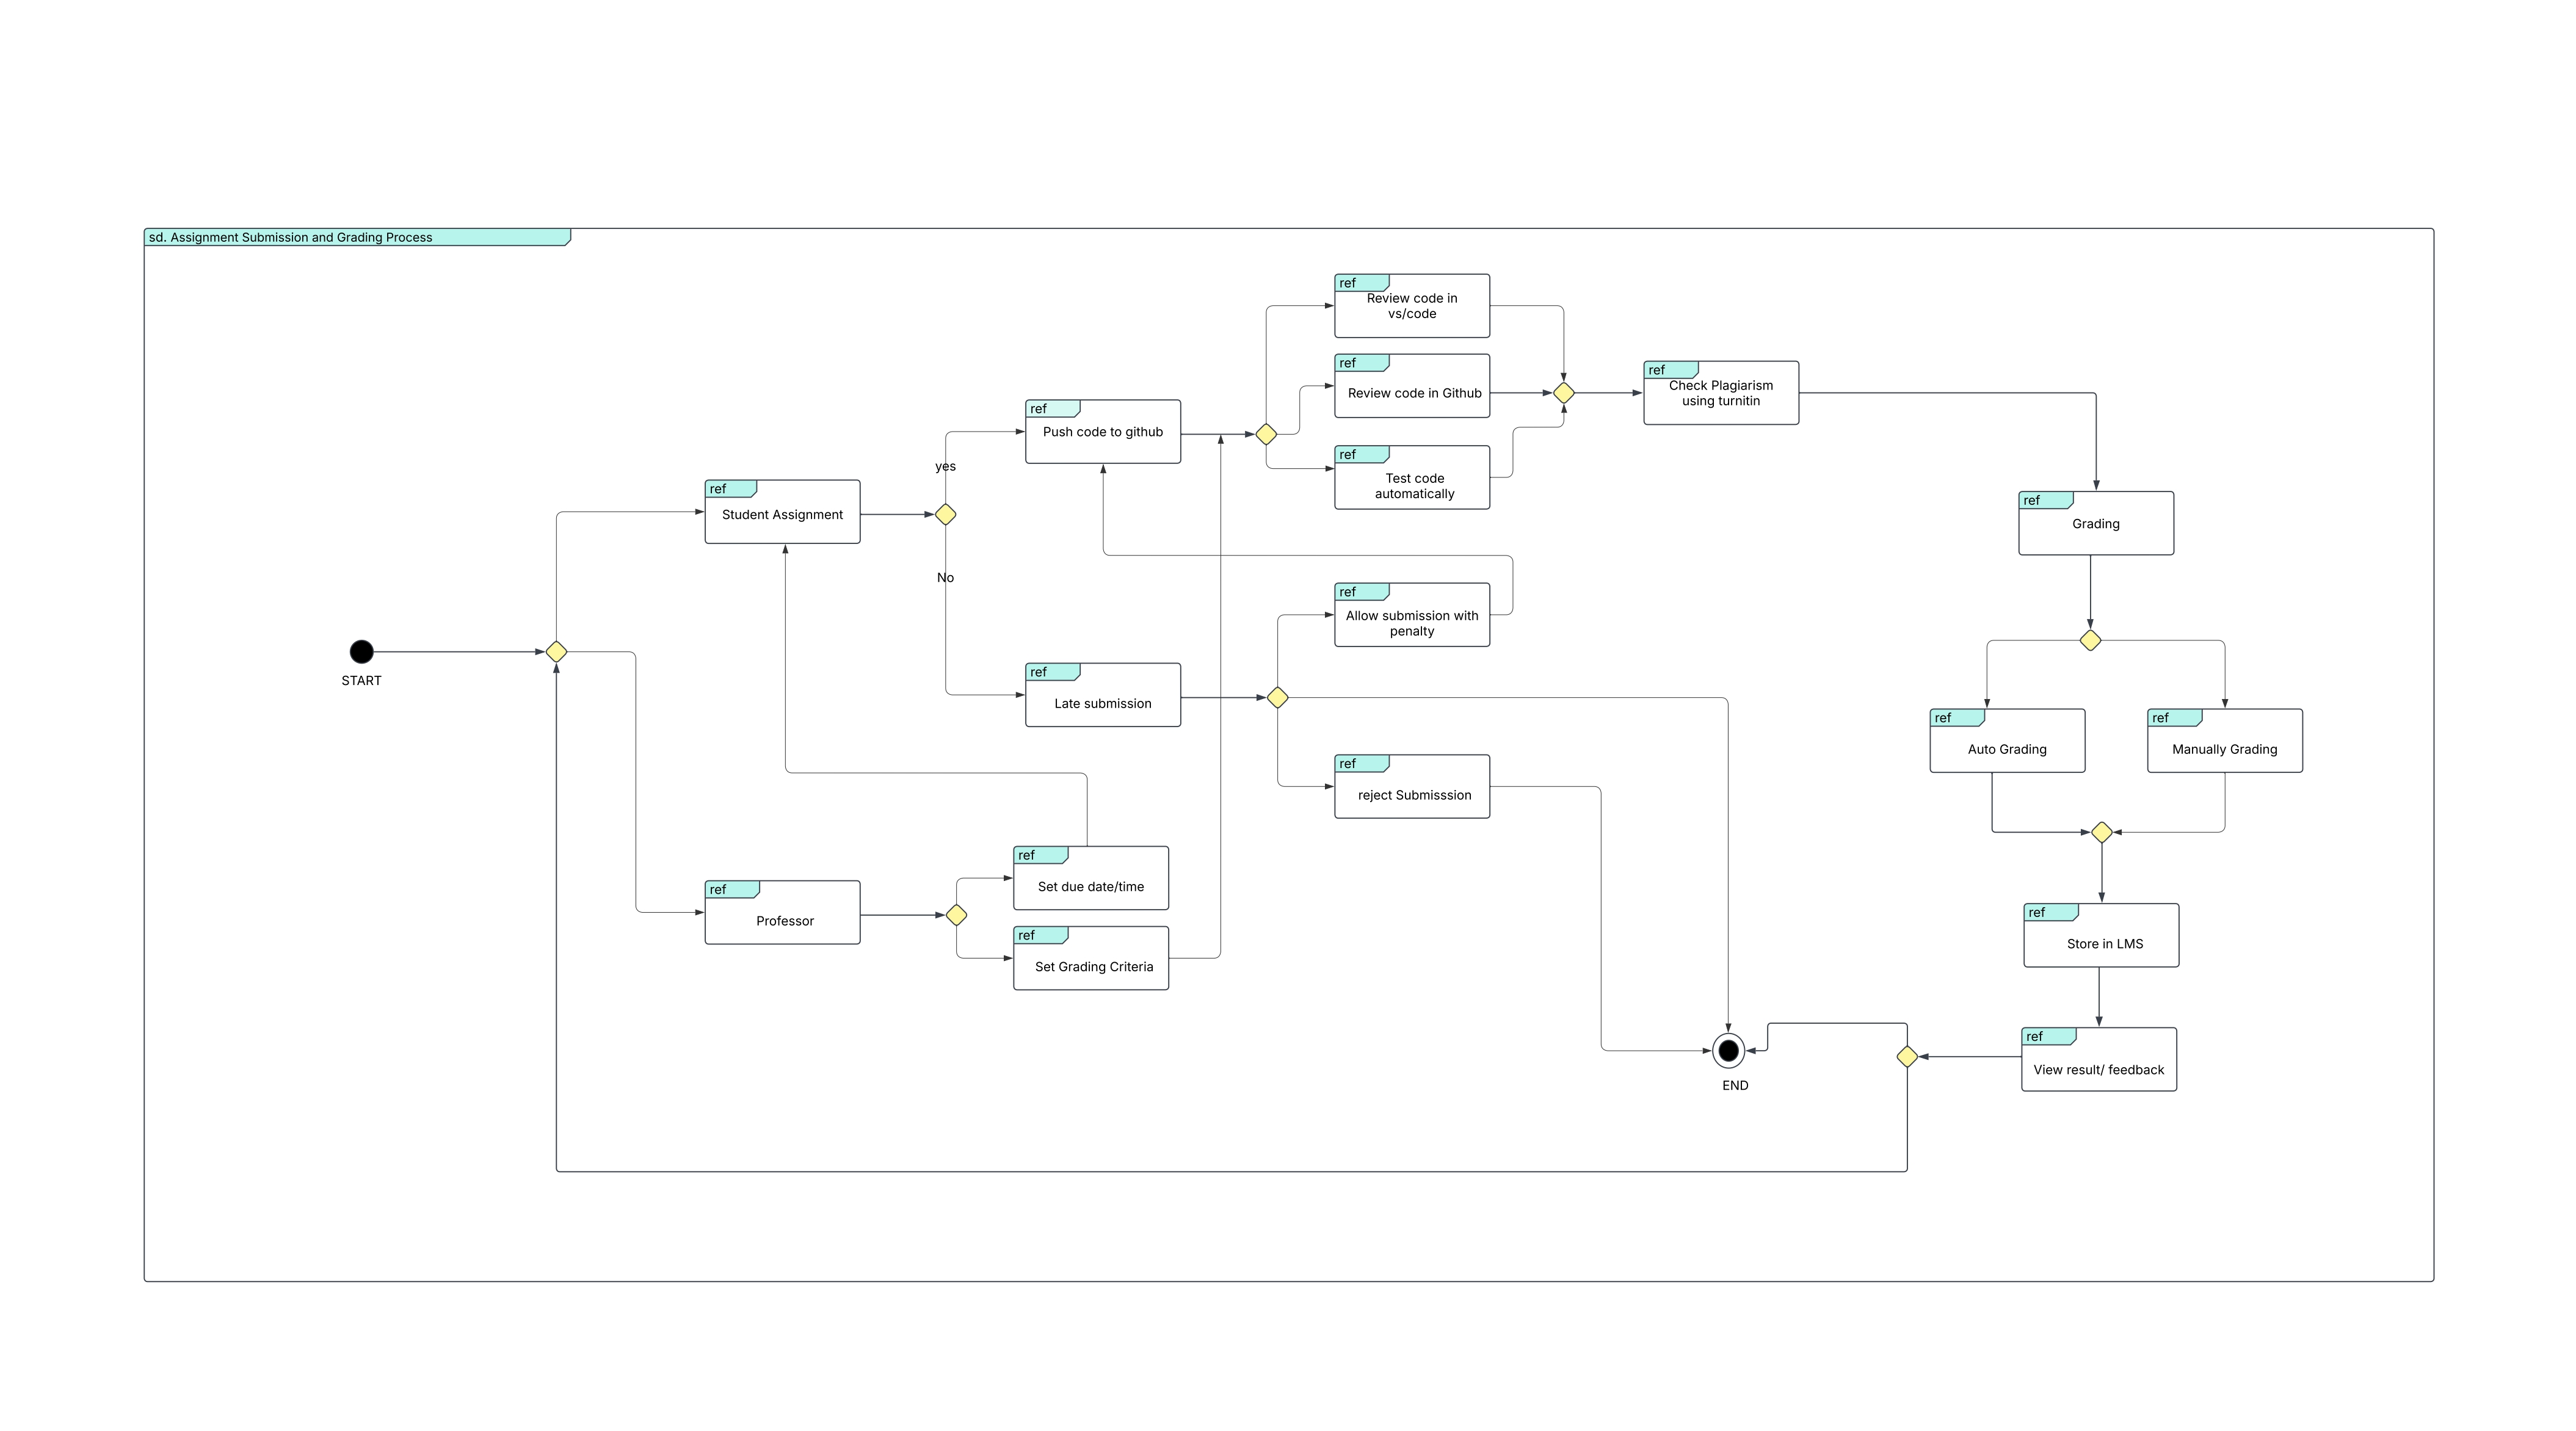 sd. Assignment Submission and Grading Process
ref
Review code in
vs/code
ref
Review code in Github
ref
Check Plagiarism
using turnitin
ref
Push code to github
ref
Test code
automatically
yes
ref
Student Assignment
ref
Grading
No
ref
Allow submission with
penalty
START
ref
Late submission
ref
Auto Grading
ref
Manually Grading
ref
reject Submisssion
ref
Set due date/time
ref
Professor
ref
Set Grading Criteria
ref
Store in LMS
ref
View result/ feedback
END